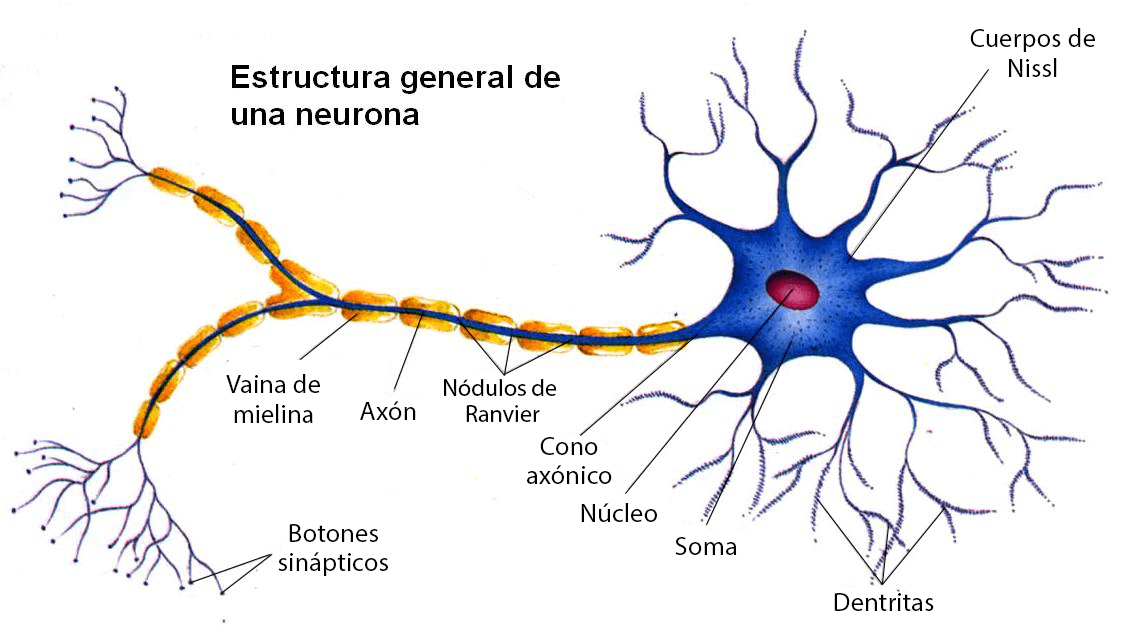 Estructura general de
una neurona
Cuerpos de
Nissl
Vaina de
mielina
Axón
Nódulos de
Ranvier
Cono
axónico
Núcleo
Soma
Botones
sinápticos
Dentritas